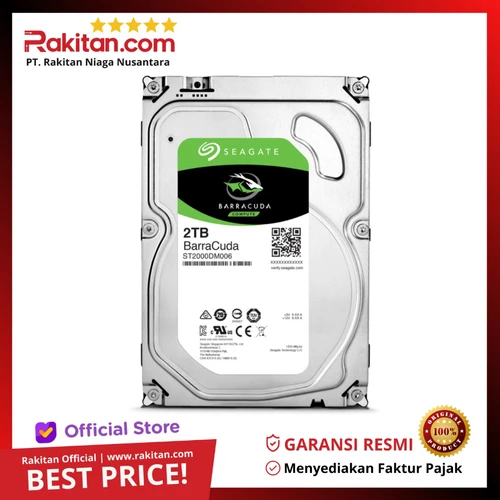 Rakitan.com
PT. Rakitan Niaga Nusantara
SEAGATE
BARRACUDA
COMPUTE
2TB
BarraCuda
ST2000DM006
XXXXXXXXXXXX
verify.seagate.com
Official Store
Rakitan Official | www.rakitan.com
BEST PRICE!
ORIGINAL
100%
PRODUCT
GARANSI RESMI
Menyediakan Faktur Pajak